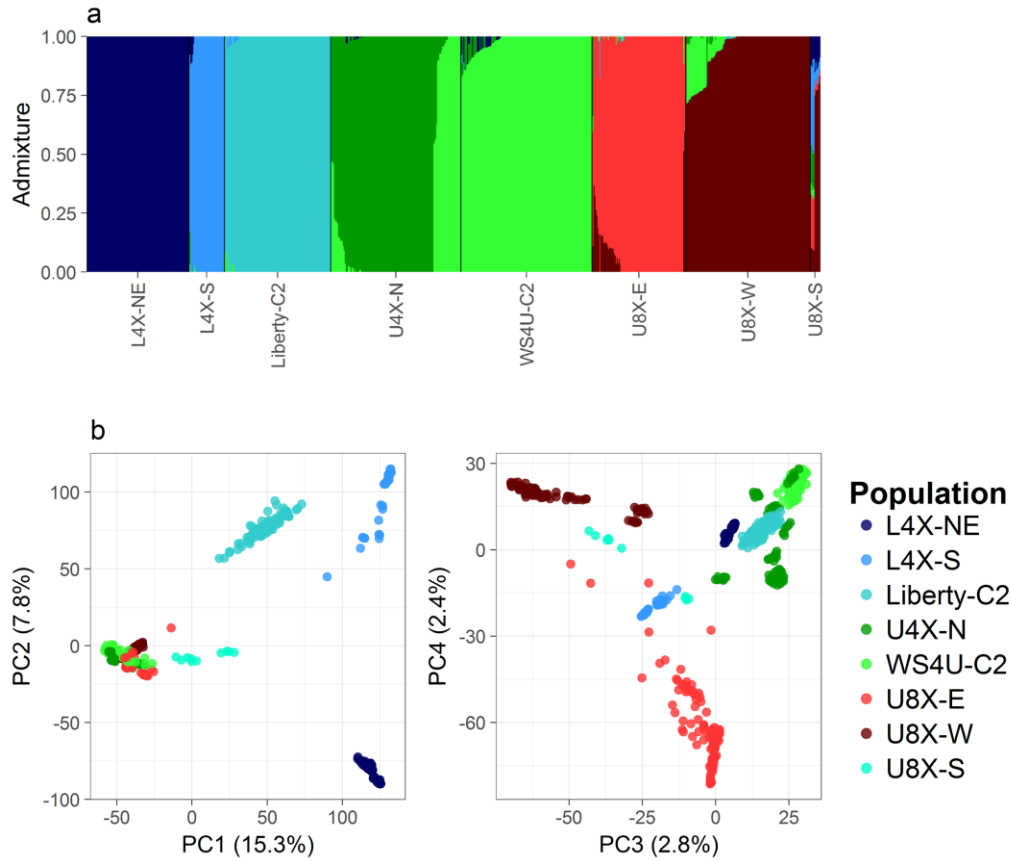 a
Admixture
1.00
0.75
0.50
0.25
0.00
L4X-NE
L4X-S
Liberty-C2
U4X-N
WS4U-C2
U8X-E
U8X-W
U8X-S
b
PC2 (7.8%)
100
50
0
-50
-100
-50
0
50
100
PC1 (15.3%)
PC4 (2.4%)
30
0
-30
-60
-50
-25
0
25
PC3 (2.8%)
Population
L4X-NE
L4X-S
Liberty-C2
U4X-N
WS4U-C2
U8X-E
U8X-W
U8X-S